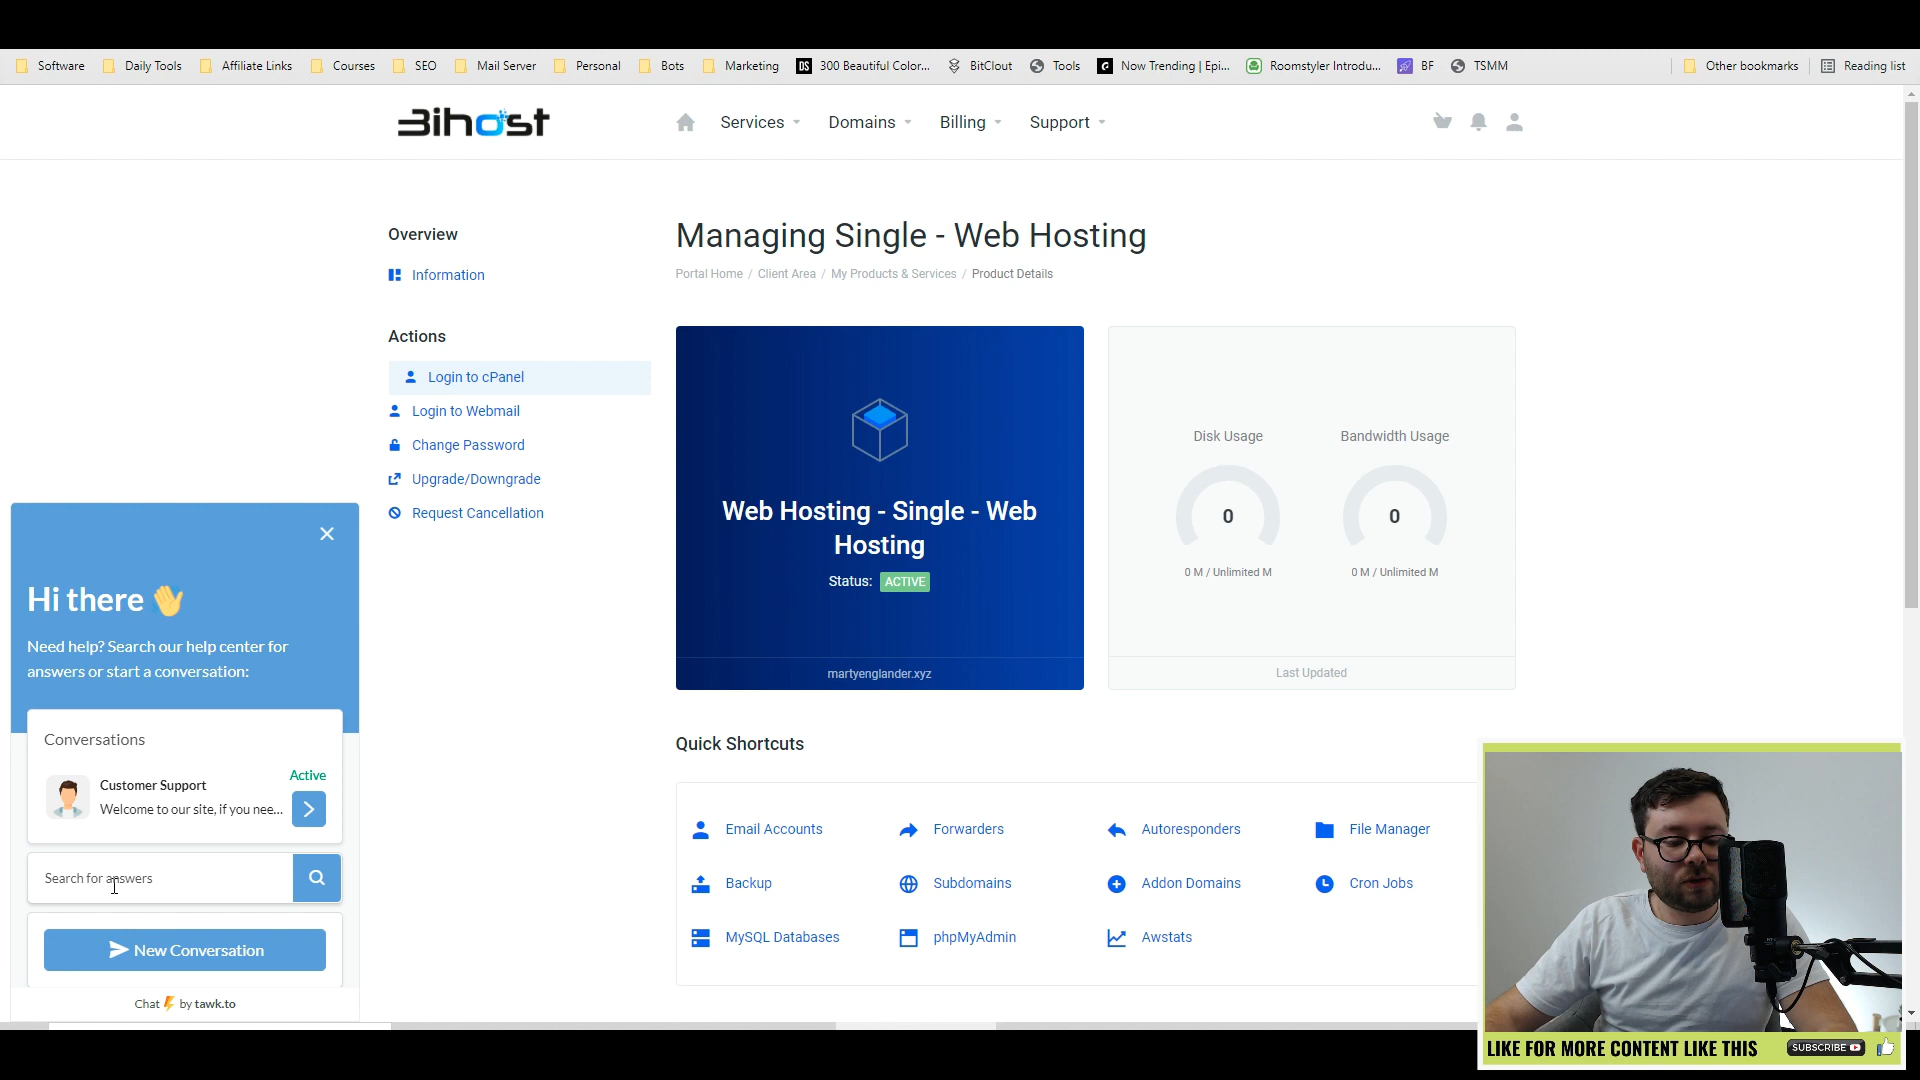 Software Daily Tools Affiliate Links Courses SEO Mail Server Personal Bots Marketing DS 300 Beautiful Color... BitClout Tools Now Trending | Epi... Roomstyler Introdu... BF TSMM Other bookmarks Reading list
3ihost Services Domains Billing Support
Overview
Information
Actions
Login to cPanel
Login to Webmail
Change Password
Upgrade/Downgrade
Request Cancellation
Managing Single - Web Hosting
Portal Home / Client Area / My Products & Services / Product Details
Web Hosting - Single - Web
Hosting
Status: ACTIVE
martyenglander.xyz
Disk Usage
0
0 M / Unlimited M
Bandwidth Usage
0
0 M / Unlimited M
Last Updated
Quick Shortcuts
Email Accounts Forwarders Autoresponders File Manager
Backup Subdomains Addon Domains Cron Jobs
MySQL Databases phpMyAdmin Awstats
Hi there
Need help? Search our help center for
answers or start a conversation:
Conversations
Active
Customer Support
Welcome to our site, if you nee...
Search for answers
New Conversation
Chat by tawk.to
LIKE FOR MORE CONTENT LIKE THIS SUBSCRIBE